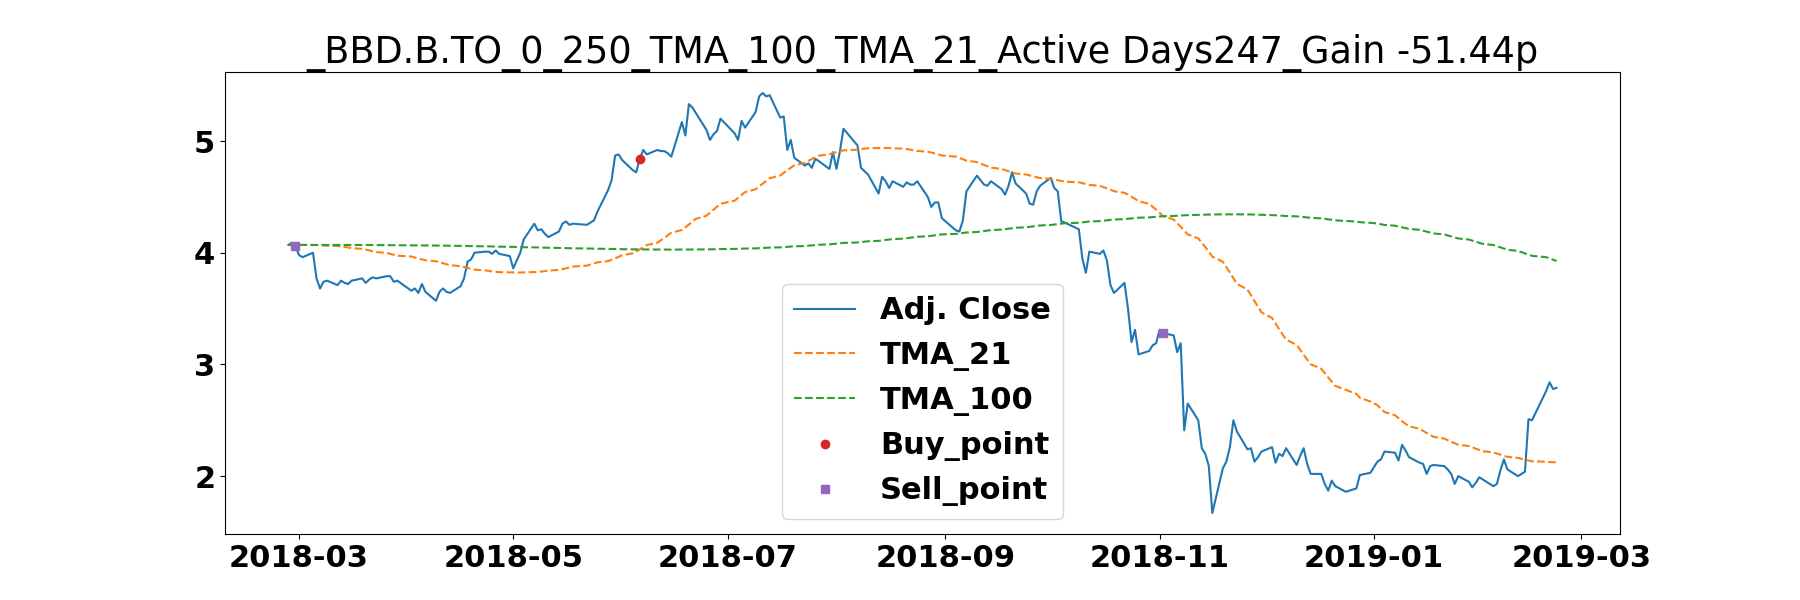 _BBD.B.TO_0_250_TMA_100_TMA_21_Active Days247_Gain -51.44p
5
4
3
2
Adj. Close
TMA_21
TMA_100
Buy_point
Sell_point
2018-03 2018-05 2018-07 2018-09 2018-11 2019-01 2019-03